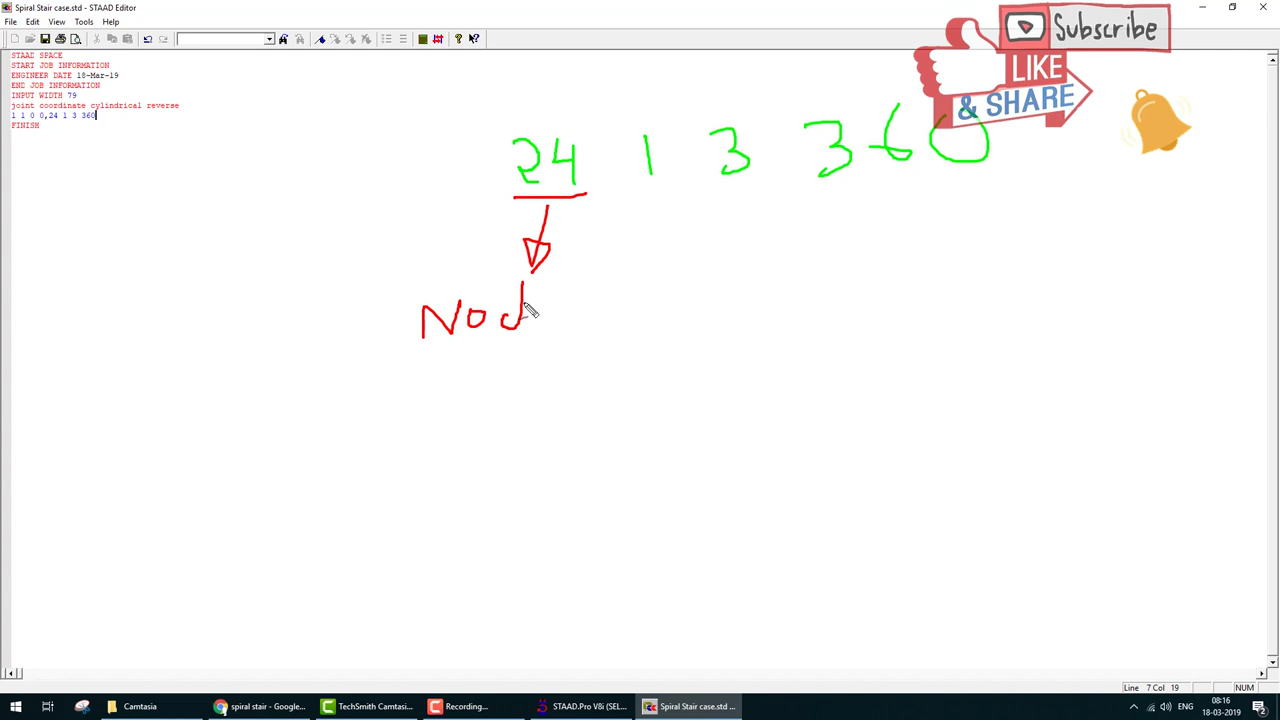 Spiral Stair case.std - STAAD Editor
File Edit View Tools Help
STAAD SPACE
START JOB INFORMATION
ENGINEER DATE 18-Mar-19
END JOB INFORMATION
INPUT WIDTH 79
joint coordinate cylindrical reverse
1 1 0 0,24 1 3 360
FINISH
Subscribe
LIKE
& SHARE
24 1 3 360
Nod
Line 7 Col 19 NUM
Camtasia
spiral stair - Google...
TechSmith Camtasi...
Recording...
STAAD.Pro V8i (SEL...
Spiral Stair case.std ...
ENG
08:16
18-03-2019